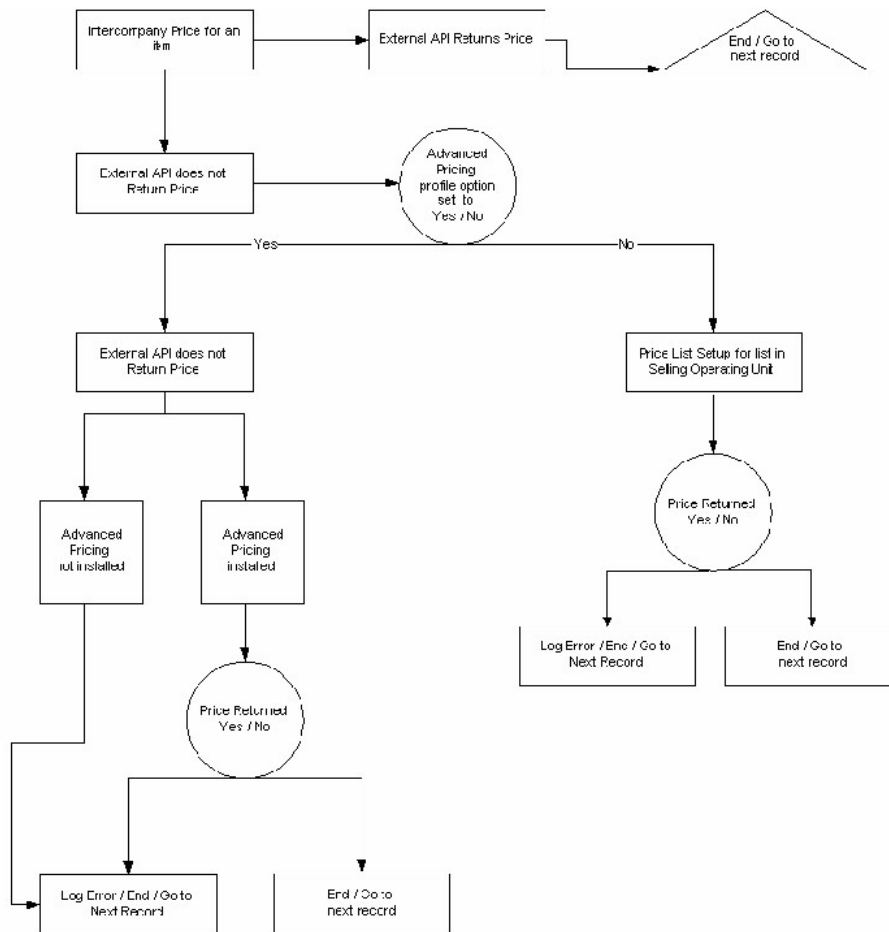 Intercompany Price for an
item
External API Returns Price
End / Go to
next record
External API does not
Return Price
Advanced
Pricing
profile option
set to
Yes / No
Yes
No
External API does not
Return Price
Price List Setup for list in
Selling Operating Unit
Advanced
Pricing
not installed
Advanced
Pricing
installed
Price Returned
Yes / No
Log Error / End / Go to
Next Record
End / Go to
next record
Price Returned
Yes / No
Log Error / End / Go to
Next Record
End / Go to
next record